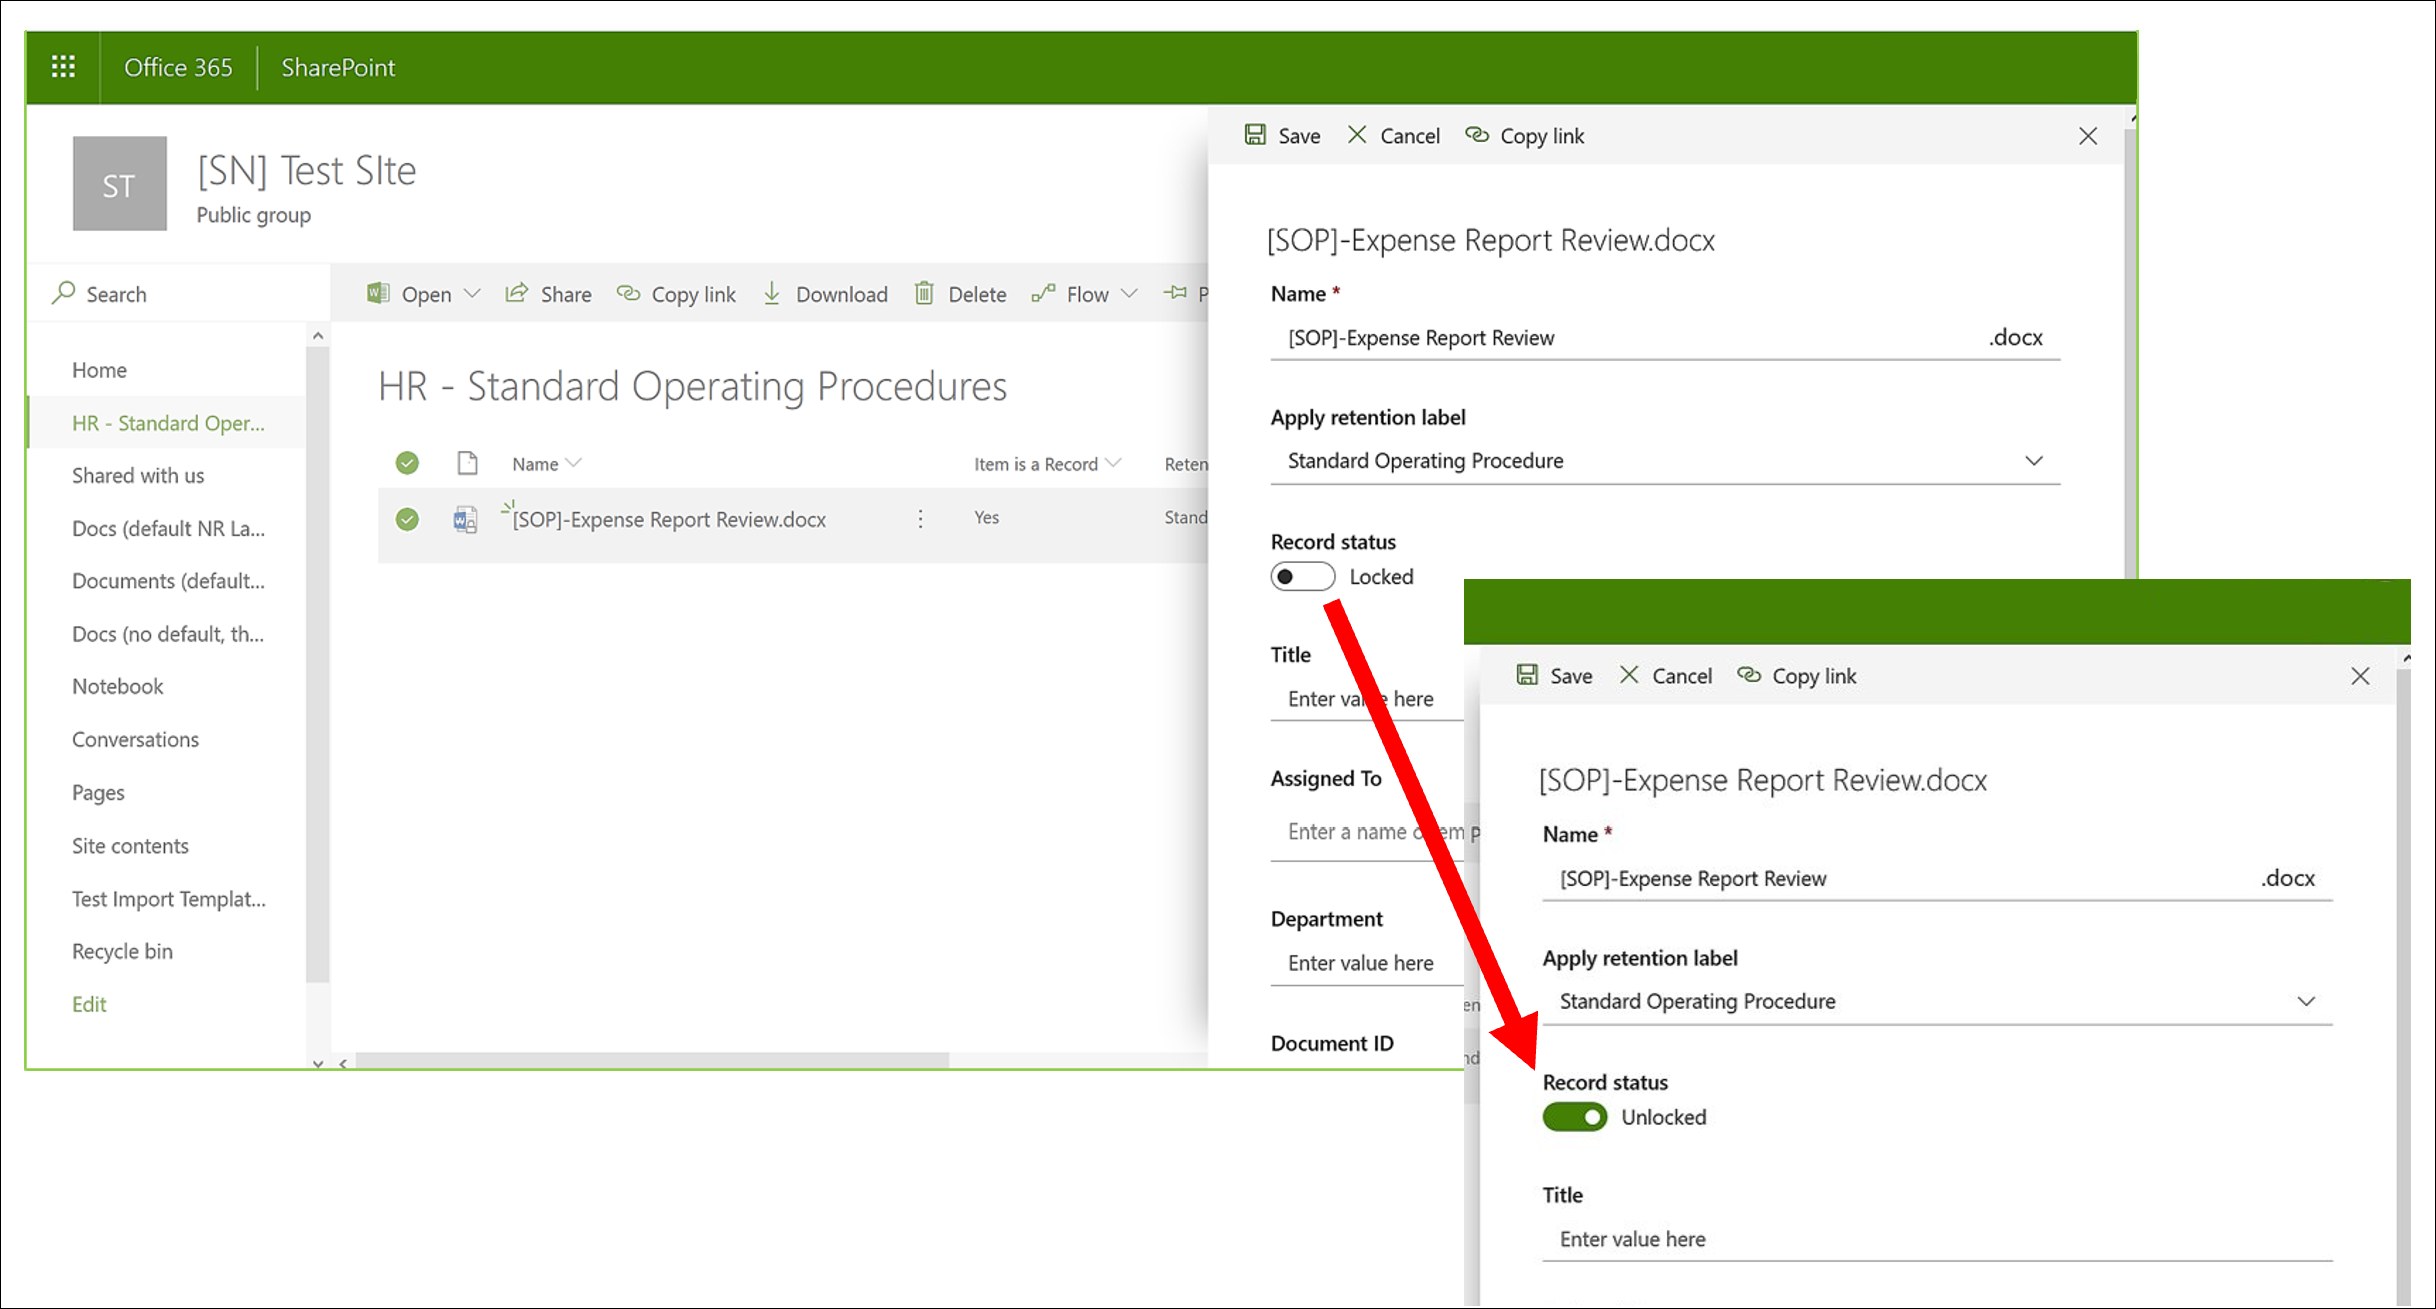 Office 365 SharePoint
ST
[SN] Test SIte
Public group
Search
Open Share Copy link Download Delete Flow P
Home
HR - Standard Oper...
Shared with us
Docs (default NR La...
Documents (default...
Docs (no default, th...
Notebook
Conversations
Pages
Site contents
Test Import Templat...
Recycle bin
Edit
HR - Standard Operating Procedures
Name Item is a Record Reten
[SOP]-Expense Report Review.docx Yes Stand
Save Cancel Copy link
[SOP]-Expense Report Review.docx
Name *
[SOP]-Expense Report Review .docx
Apply retention label
Standard Operating Procedure
Record status
Locked
Title
Enter value here
Assigned To
Enter a name or em
Department
Enter value here
Document ID
Save Cancel Copy link
[SOP]-Expense Report Review.docx
Name *
[SOP]-Expense Report Review .docx
Apply retention label
Standard Operating Procedure
Record status
Unlocked
Title
Enter value here